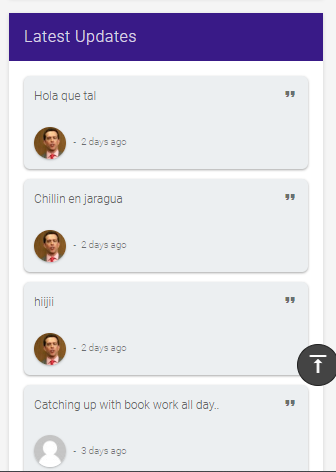 Latest Updates
Hola que tal
- 2 days ago
Chillin en jaragua
- 2 days ago
hiijii
- 2 days ago
Catching up with book work all day..
- 3 days ago